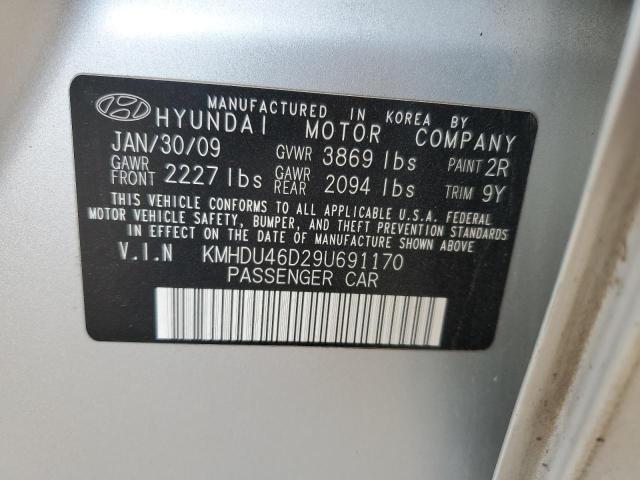 MANUFACTURED IN KOREA BY
HYUNDAI MOTOR COMPANY
JAN/30/09 GVWR 3869 lbs PAINT 2R
GAWR FRONT 2227 lbs GAWR REAR 2094 lbs TRIM 9Y
THIS VEHICLE CONFORMS TO ALL APPLICABLE U.S.A. FEDERAL
MOTOR VEHICLE SAFETY, BUMPER, AND THEFT PREVENTION STANDARDS
IN EFFECT ON THE DATE OF MANUFACTURE SHOWN ABOVE.
V.I.N KMHDU46D29U691170
PASSENGER CAR